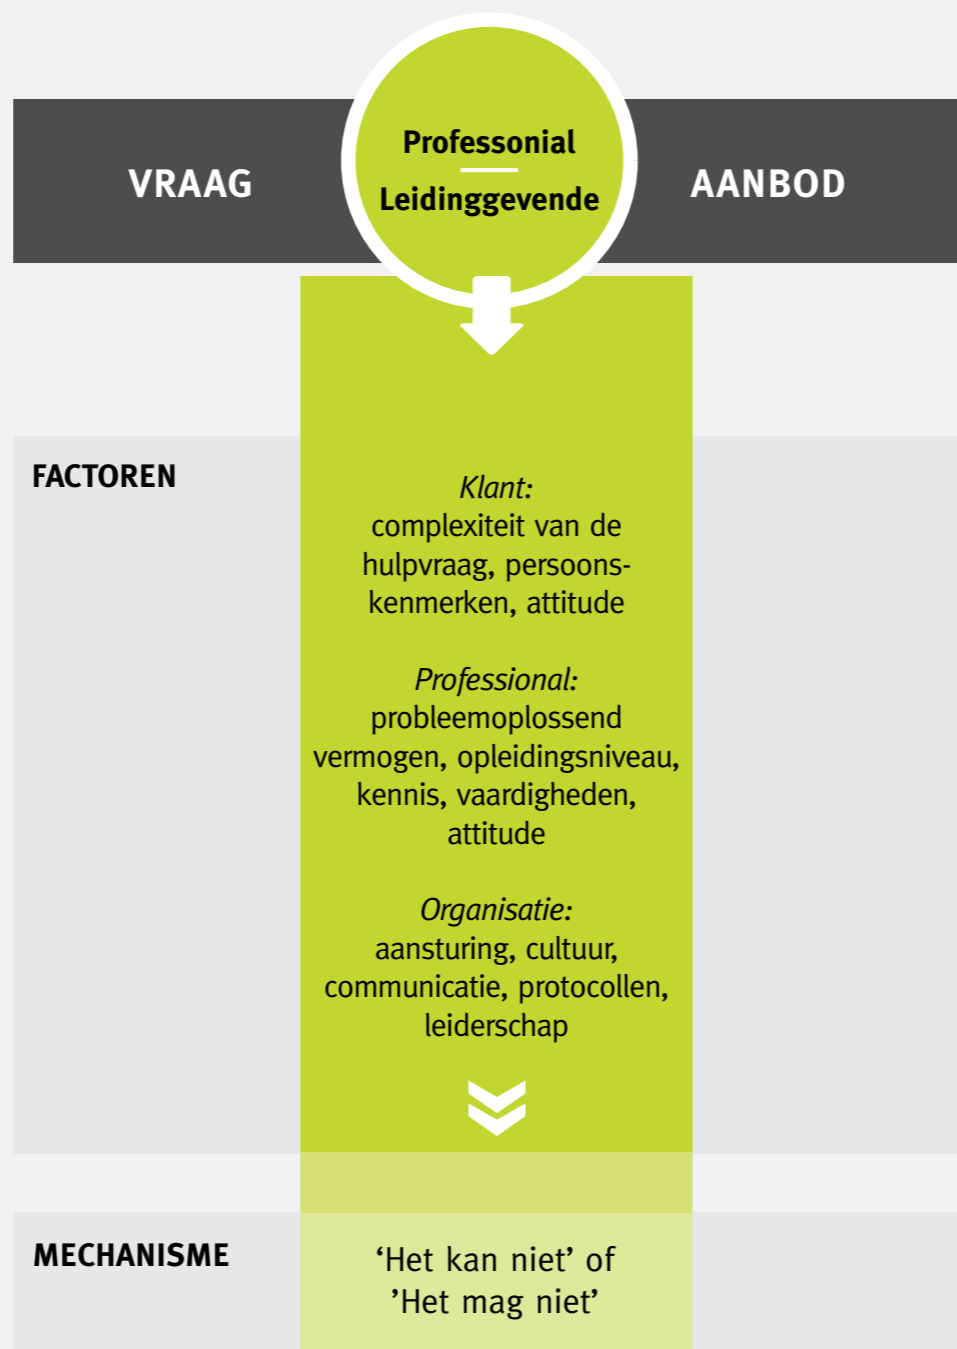 VRAAG
Professonial
Leidinggevende
AANBOD
FACTOREN
Klant:
complexiteit van de
hulpvraag, persoons-
kenmerken, attitude
Professional:
probleemoplossend
vermogen, opleidingsniveau,
kennis, vaardigheden,
attitude
Organisatie:
aansturing, cultuur,
communicatie, protocollen,
leiderschap
MECHANISME
‘Het kan niet’ of
’Het mag niet’